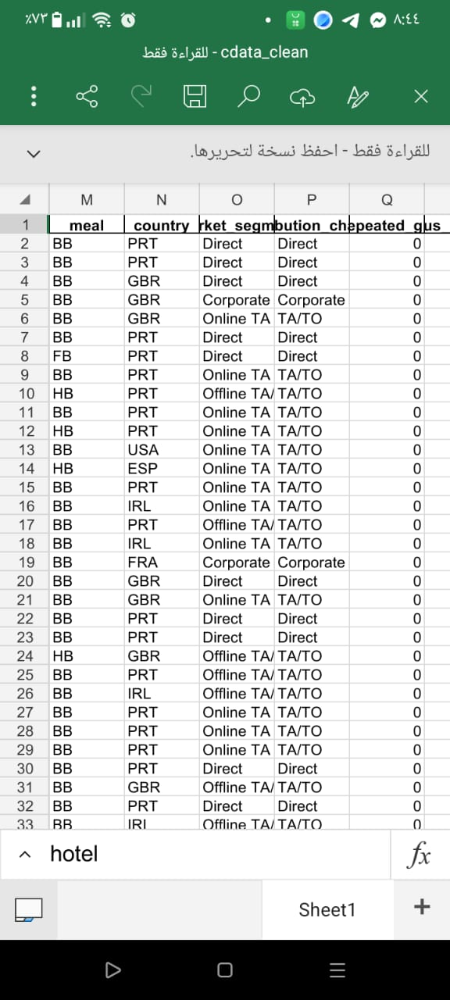 ٪٧٣ ٨:٤٤
cdata_clean - للقراءة فقط
للقراءة فقط - احفظ نسخة لتحريرها.
M N O P Q
1 meal country rket_segm bution_ch epeated_gus_
2 BB PRT Direct Direct 0
3 BB PRT Direct Direct 0
4 BB GBR Direct Direct 0
5 BB GBR Corporate Corporate 0
6 BB GBR Online TA TA/TO 0
7 BB PRT Direct Direct 0
8 FB PRT Direct Direct 0
9 BB PRT Online TA TA/TO 0
10 HB PRT Offline TA/ TA/TO 0
11 BB PRT Online TA TA/TO 0
12 HB PRT Online TA TA/TO 0
13 BB USA Online TA TA/TO 0
14 HB ESP Online TA TA/TO 0
15 BB PRT Online TA TA/TO 0
16 BB IRL Online TA TA/TO 0
17 BB PRT Offline TA/ TA/TO 0
18 BB IRL Online TA TA/TO 0
19 BB FRA Corporate Corporate 0
20 BB GBR Direct Direct 0
21 BB GBR Online TA TA/TO 0
22 BB PRT Direct Direct 0
23 BB PRT Direct Direct 0
24 HB GBR Offline TA/ TA/TO 0
25 BB PRT Offline TA/ TA/TO 0
26 BB IRL Offline TA/ TA/TO 0
27 BB PRT Online TA TA/TO 0
28 BB PRT Online TA TA/TO 0
29 BB PRT Online TA TA/TO 0
30 BB PRT Direct Direct 0
31 BB GBR Offline TA/ TA/TO 0
32 BB PRT Direct Direct 0
33 BB IRL Offline TA/ TA/TO 0
hotel fx
Sheet1